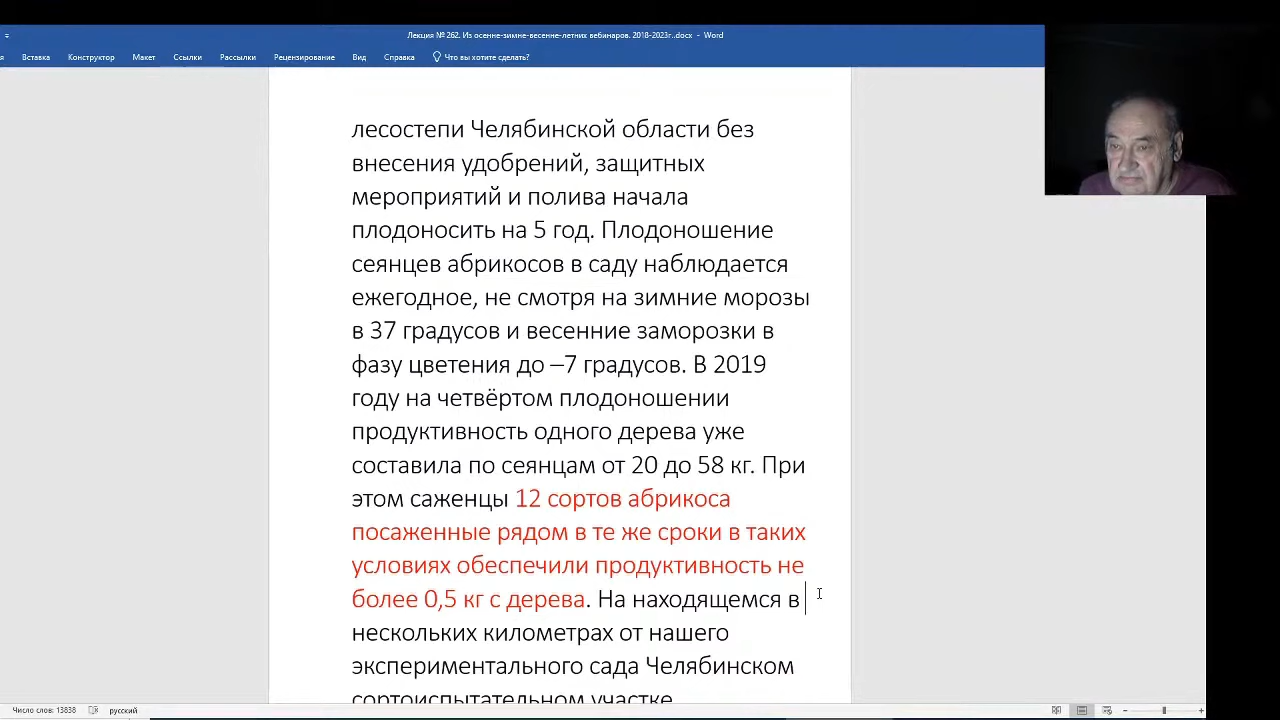 Лекция № 262. Из осенне-зимне-весенне-летних вебинаров. 2018-2023г..docx - Word
Вставка Конструктор Макет Ссылки Рассылки Рецензирование Вид Справка Что вы хотите сделать?
лесостепи Челябинской области без
внесения удобрений, защитных
мероприятий и полива начала
плодоносить на 5 год. Плодоношение
сеянцев абрикосов в саду наблюдается
ежегодное, не смотря на зимние морозы
в 37 градусов и весенние заморозки в
фазу цветения до –7 градусов. В 2019
году на четвёртом плодоношении
продуктивность одного дерева уже
составила по сеянцам от 20 до 58 кг. При
этом саженцы 12 сортов абрикоса
посаженные рядом в те же сроки в таких
условиях обеспечили продуктивность не
более 0,5 кг с дерева. На находящемся в
нескольких километрах от нашего
экспериментального сада Челябинском
сортоиспытательном участке
Число слов: 13838 русский